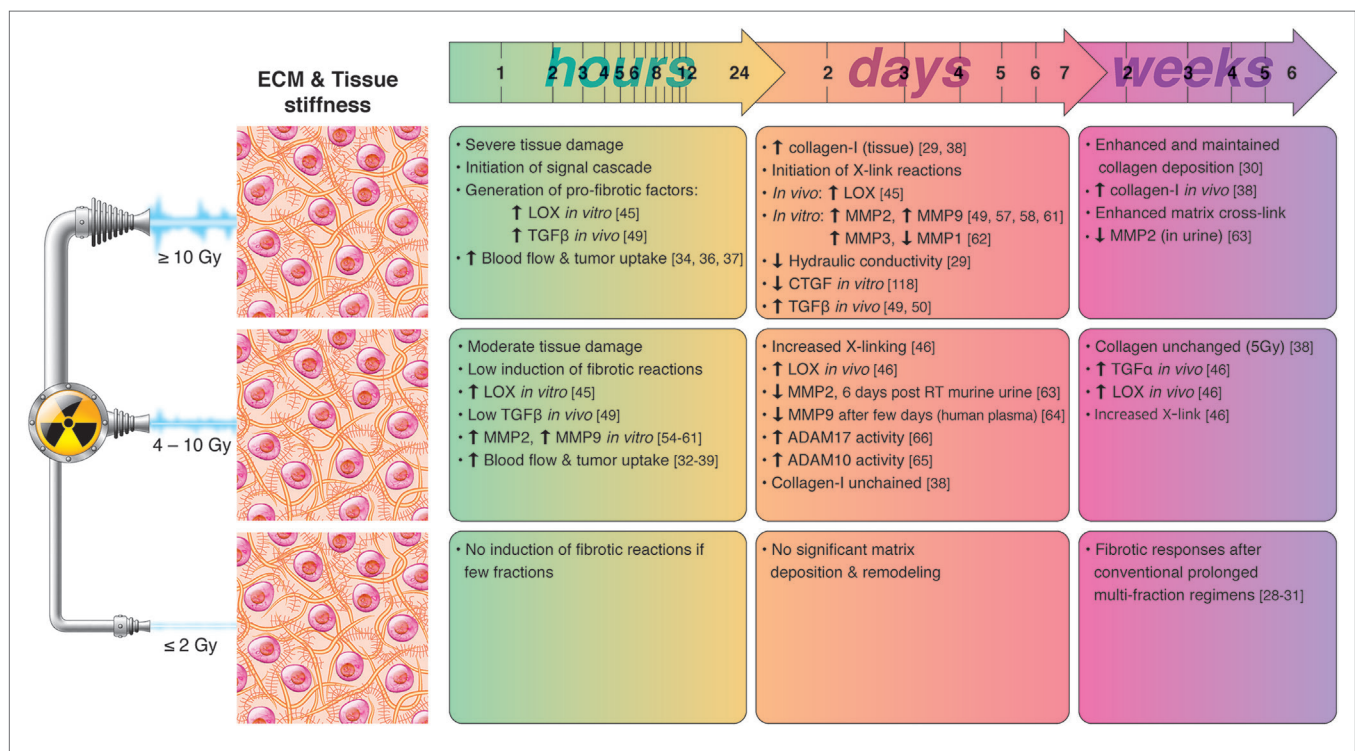 ECM & Tissue
stiffness
1 2 3 4 5 6 8 12 24
hours
2 3 4 5 6 7
days
2 3 4 5 6
weeks
≥ 10 Gy
• Severe tissue damage
• Initiation of signal cascade
• Generation of pro-fibrotic factors:
↑ LOX in vitro [45]
↑ TGFβ in vivo [49]
• ↑ Blood flow & tumor uptake [34, 36, 37]
• ↑ collagen-I (tissue) [29, 38]
• Initiation of X-link reactions
• In vivo: ↑ LOX [45]
• In vitro: ↑ MMP2, ↑ MMP9 [49, 57, 58, 61]
↑ MMP3, ↓ MMP1 [62]
• ↓ Hydraulic conductivity [29]
• ↓ CTGF in vitro [118]
• ↑ TGFβ in vivo [49, 50]
• Enhanced and maintained
collagen deposition [30]
• ↑ collagen-I in vivo [38]
• Enhanced matrix cross-link
• ↓ MMP2 (in urine) [63]
4 – 10 Gy
• Moderate tissue damage
• Low induction of fibrotic reactions
• ↑ LOX in vitro [45]
• Low TGFβ in vivo [49]
• ↑ MMP2, ↑ MMP9 in vitro [54-61]
• ↑ Blood flow & tumor uptake [32-39]
• Increased X-linking [46]
• ↑ LOX in vivo [46]
• ↓ MMP2, 6 days post RT murine urine [63]
• ↓ MMP9 after few days (human plasma) [64]
• ↑ ADAM17 activity [66]
• ↑ ADAM10 activity [65]
• Collagen-I unchained [38]
• Collagen unchanged (5Gy) [38]
• ↑ TGFα in vivo [46]
• ↑ LOX in vivo [46]
• Increased X-link [46]
≤ 2 Gy
• No induction of fibrotic reactions if
few fractions
• No significant matrix
deposition & remodeling
• Fibrotic responses after
conventional prolonged
multi-fraction regimens [28-31]